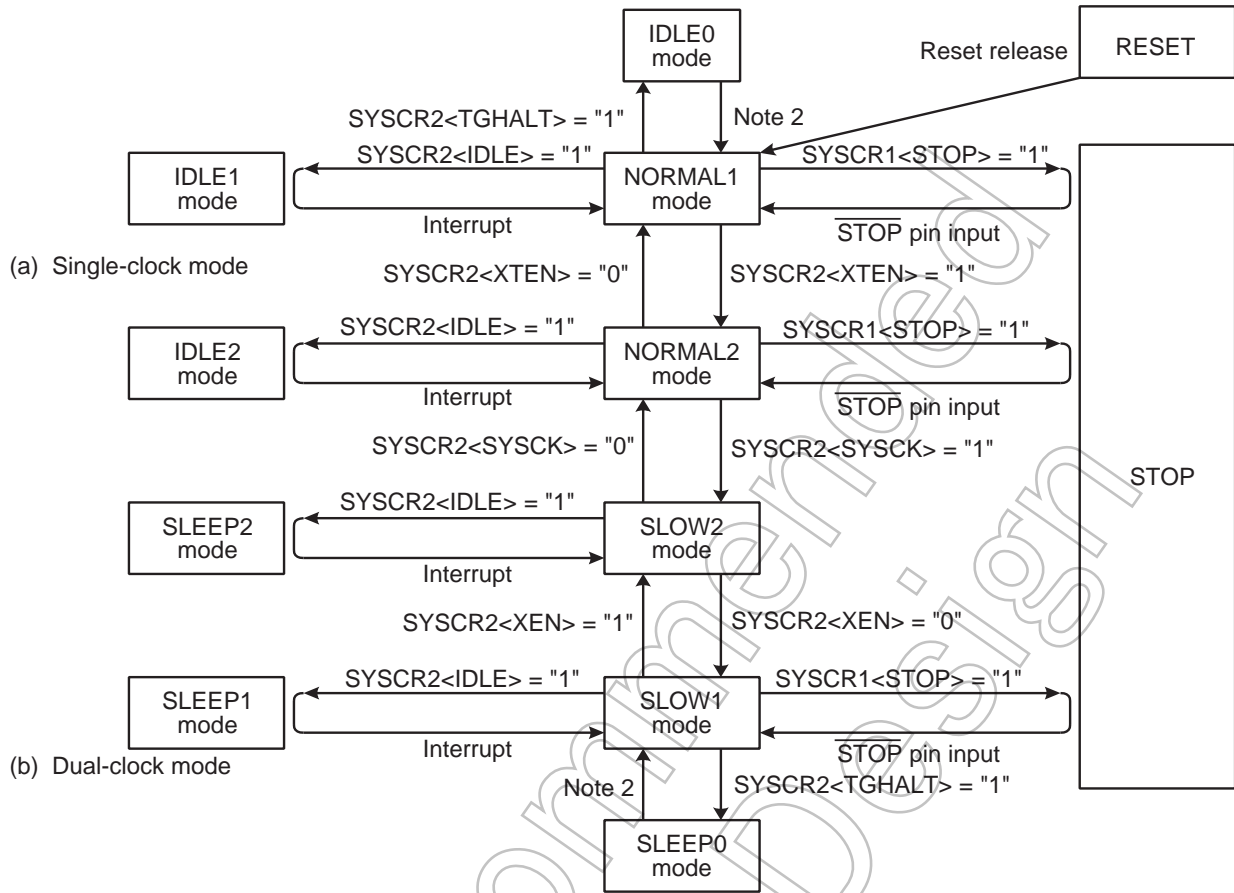 IDLE0
mode
Reset release
RESET
SYSCR2<TGHALT> = "1"
Note 2
SYSCR2<IDLE> = "1"
SYSCR1<STOP> = "1"
IDLE1
mode
NORMAL1
mode
Interrupt
STOP pin input
(a) Single-clock mode
SYSCR2<XTEN> = "0"
SYSCR2<XTEN> = "1"
SYSCR2<IDLE> = "1"
SYSCR1<STOP> = "1"
IDLE2
mode
NORMAL2
mode
Interrupt
STOP pin input
SYSCR2<SYSCK> = "0"
SYSCR2<SYSCK> = "1"
STOP
SYSCR2<IDLE> = "1"
SLEEP2
mode
SLOW2
mode
Interrupt
SYSCR2<XEN> = "1"
SYSCR2<XEN> = "0"
SYSCR2<IDLE> = "1"
SYSCR1<STOP> = "1"
SLEEP1
mode
SLOW1
mode
Interrupt
STOP pin input
(b) Dual-clock mode
Note 2
SYSCR2<TGHALT> = "1"
SLEEP0
mode
ommended
Design